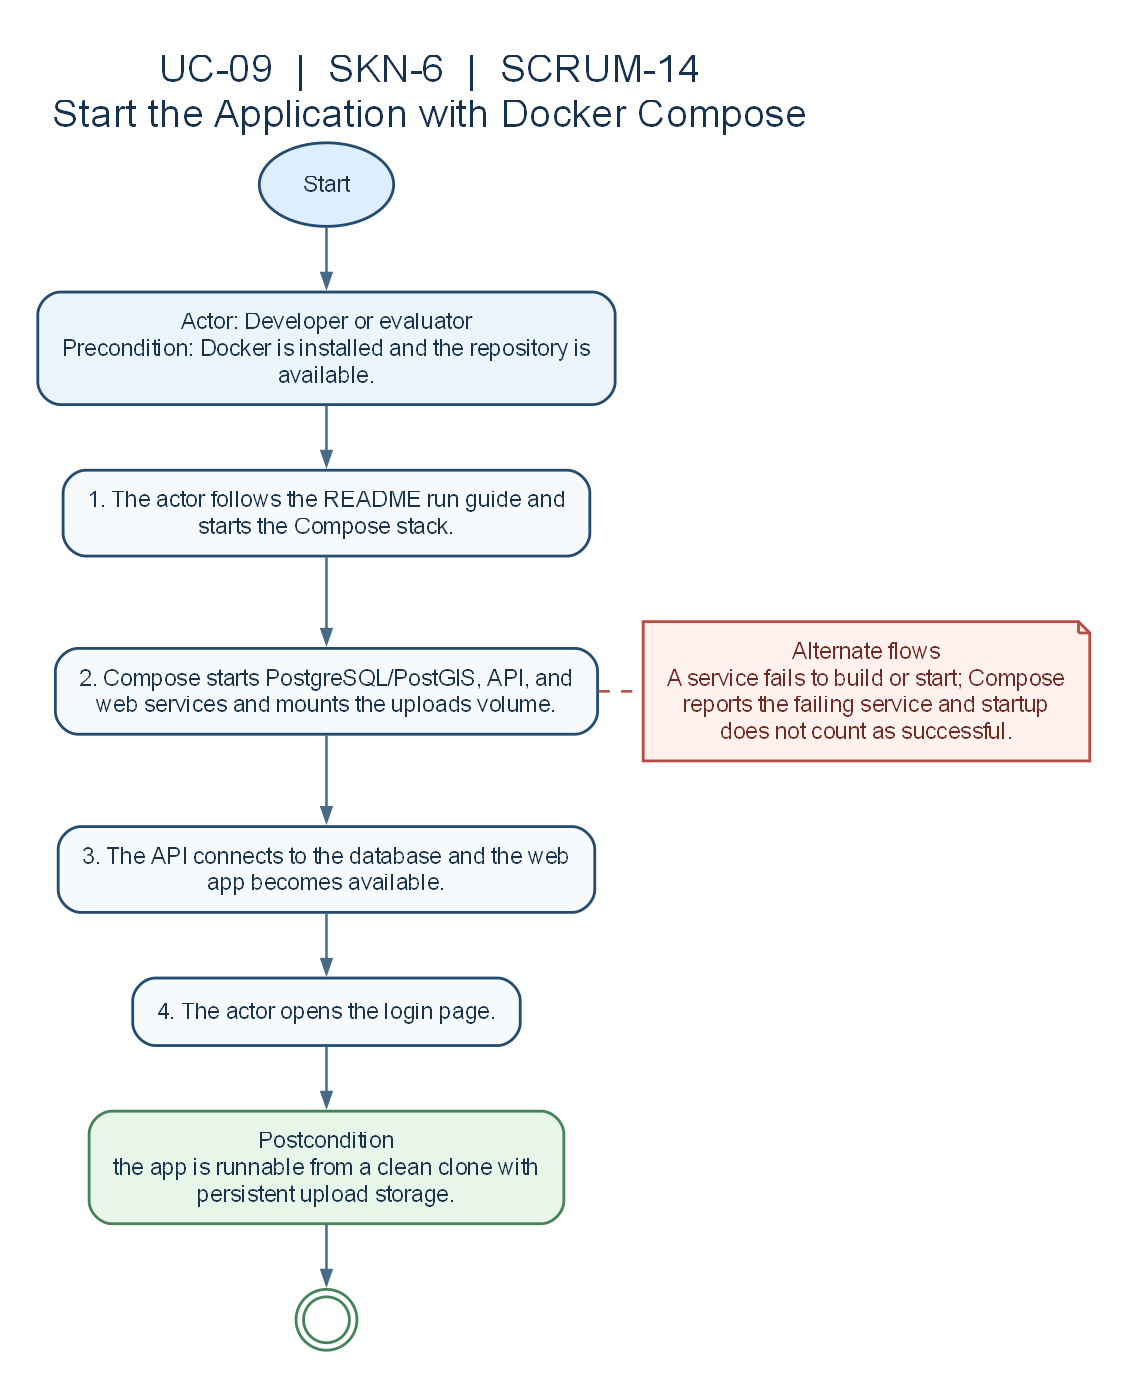 UC-09 | SKN-6 | SCRUM-14
Start the Application with Docker Compose
Start
Actor: Developer or evaluator
Precondition: Docker is installed and the repository is
available.
1. The actor follows the README run guide and
starts the Compose stack.
2. Compose starts PostgreSQL/PostGIS, API, and
web services and mounts the uploads volume.
Alternate flows
A service fails to build or start; Compose
reports the failing service and startup
does not count as successful.
3. The API connects to the database and the web
app becomes available.
4. The actor opens the login page.
Postcondition
the app is runnable from a clean clone with
persistent upload storage.